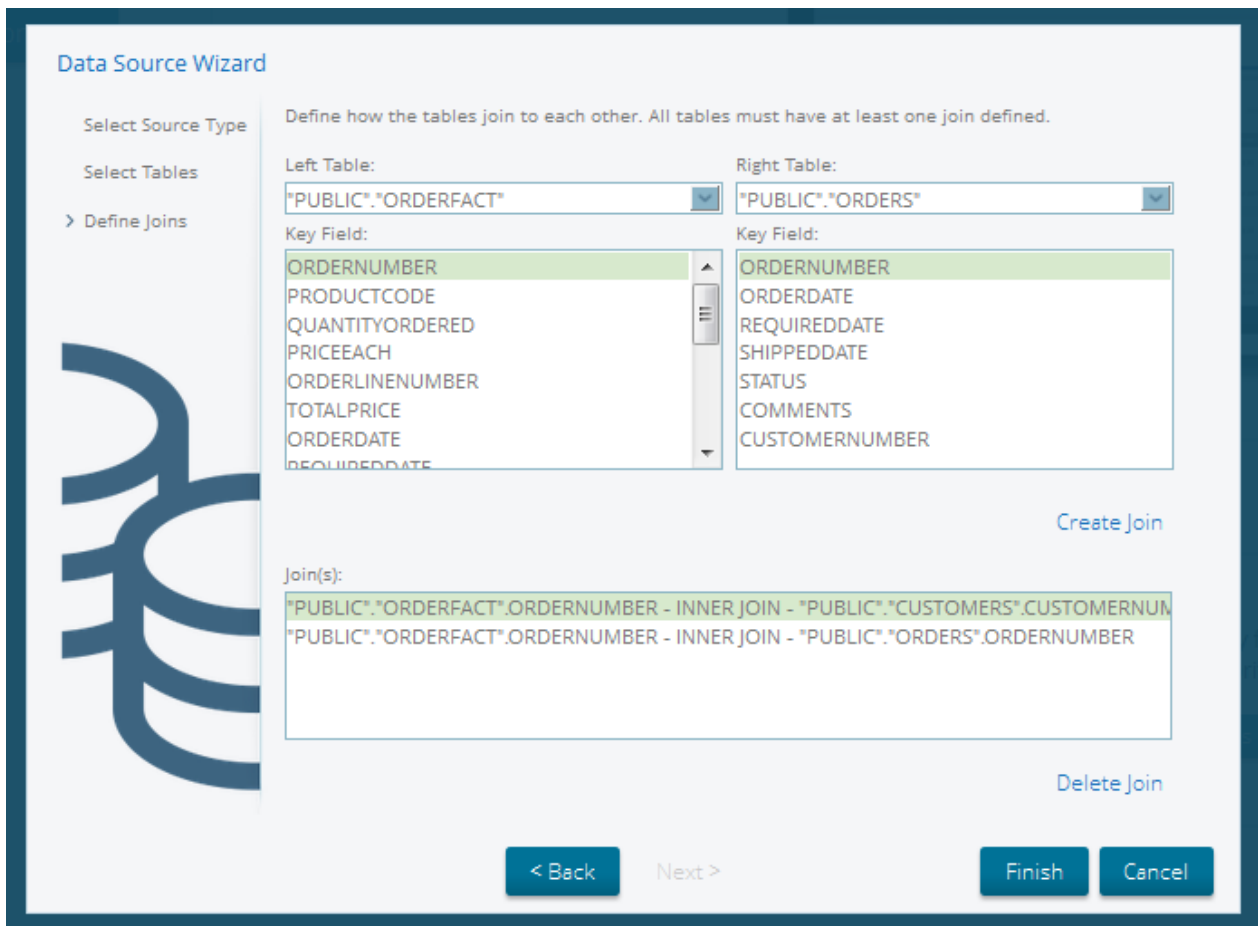 Data Source Wizard
Select Source Type
Select Tables
> Define Joins
Define how the tables join to each other. All tables must have at least one join defined.
Left Table:
"PUBLIC"."ORDERFACT"
Key Field:
ORDERNUMBER
PRODUCTCODE
QUANTITYORDERED
PRICEEACH
ORDERLINENUMBER
TOTALPRICE
ORDERDATE
REQUIREDDATE
Right Table:
"PUBLIC"."ORDERS"
Key Field:
ORDERNUMBER
ORDERDATE
REQUIREDDATE
SHIPPEDDATE
STATUS
COMMENTS
CUSTOMERNUMBER
Create Join
Join(s):
"PUBLIC"."ORDERFACT".ORDERNUMBER - INNER JOIN - "PUBLIC"."CUSTOMERS".CUSTOMERNUM
"PUBLIC"."ORDERFACT".ORDERNUMBER - INNER JOIN - "PUBLIC"."ORDERS".ORDERNUMBER
Delete Join
< Back
Next >
Finish
Cancel